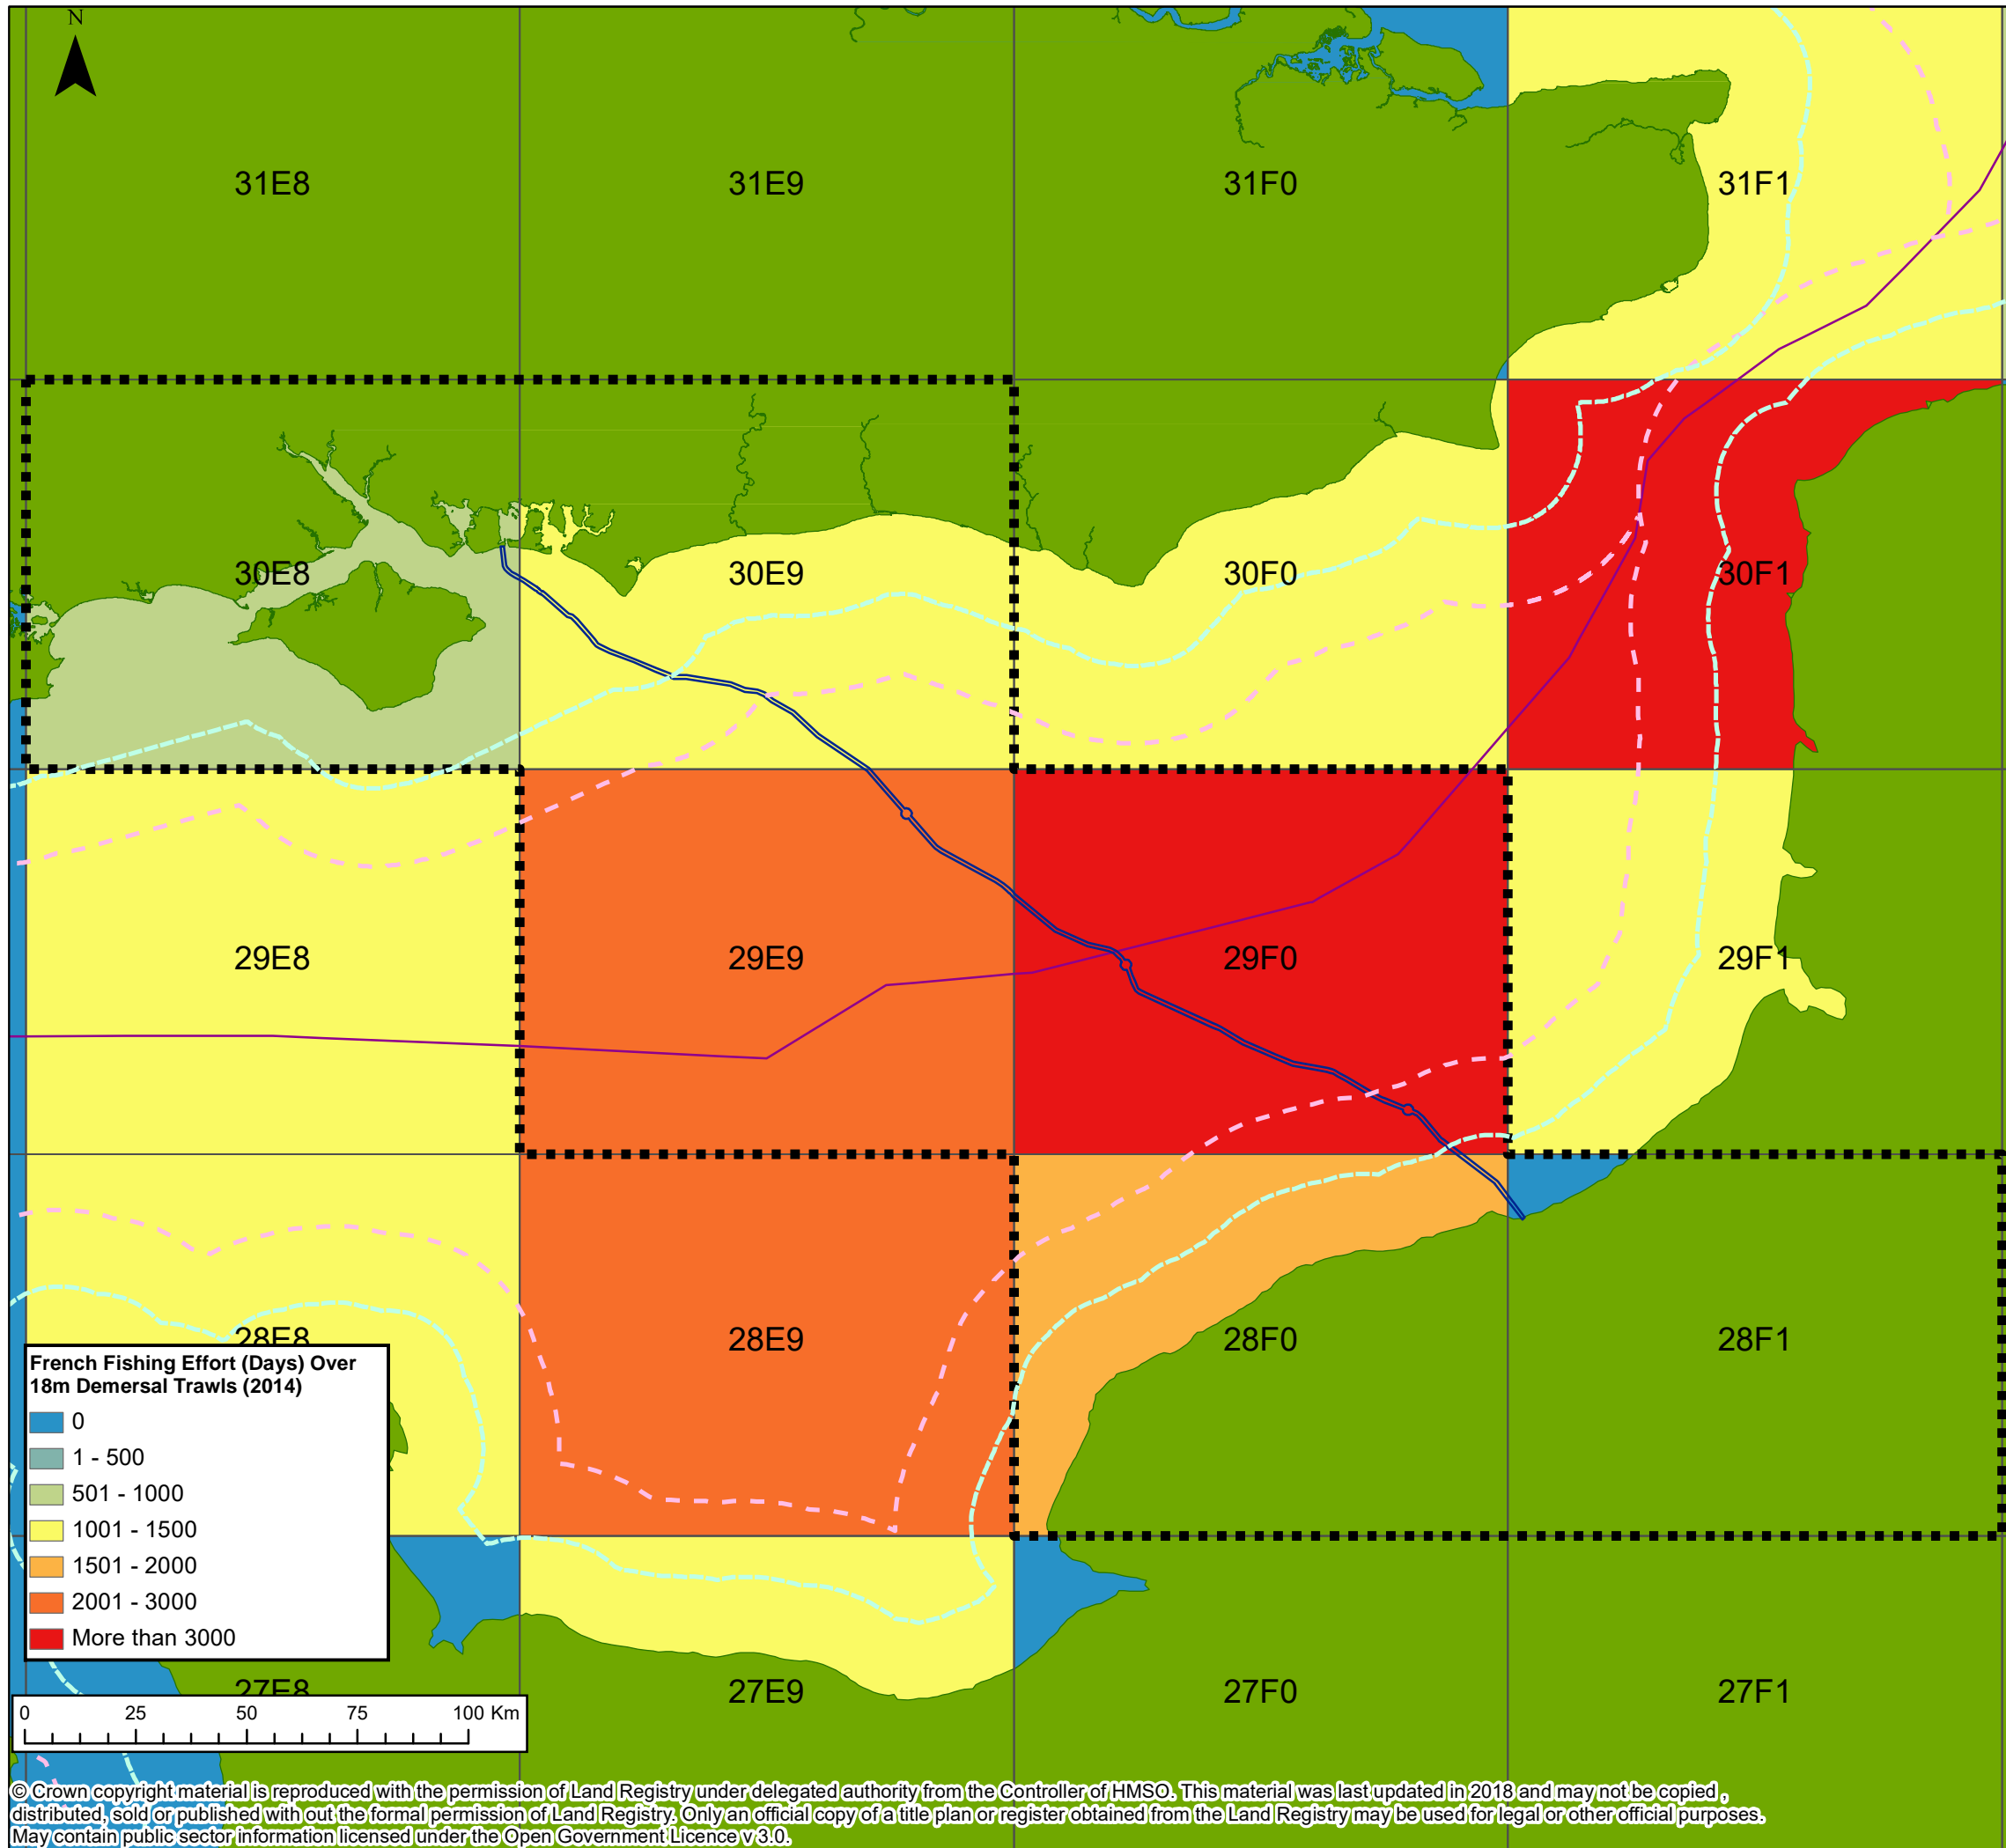 N
31E8 31E9 31F0 31F1
30E8 30E9 30F0 30F1
29E8 29E9 29F0 29F1
28E8 28E9 28F0 28F1
French Fishing Effort (Days) Over
18m Demersal Trawls (2014)
0
1 - 500
501 - 1000
1001 - 1500
1501 - 2000
2001 - 3000
More than 3000
27E8 27E9 27F0 27F1
0 25 50 75 100 Km
© Crown copyright material is reproduced with the permission of Land Registry under delegated authority from the Controller of HMSO. This material was last updated in 2018 and may not be copied ,
distributed, sold or published with out the formal permission of Land Registry. Only an official copy of a title plan or register obtained from the Land Registry may be used for legal or other official purposes.
May contain public sector information licensed under the Open Government Licence v 3.0.